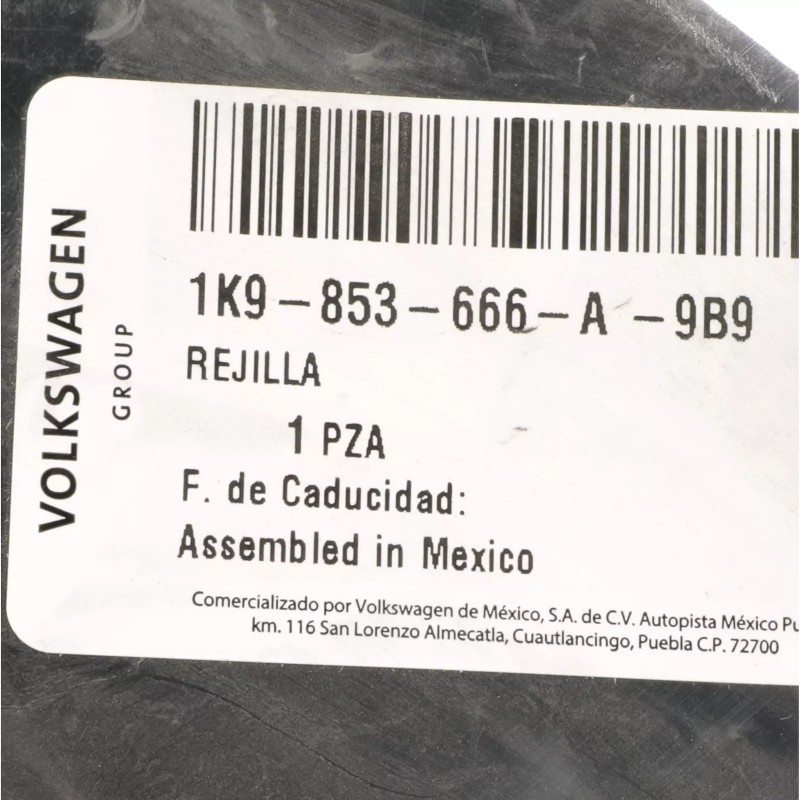 VOLKSWAGEN
GROUP
1K9-853-666-A -9B9
REJILLA
1 PZA
F. de Caducidad:
Assembled in Mexico
Comercializado por Volkswagen de México, S.A. de C.V. Autopista México Pu
km. 116 San Lorenzo Almecatla, Cuautlancingo, Puebla C.P. 72700